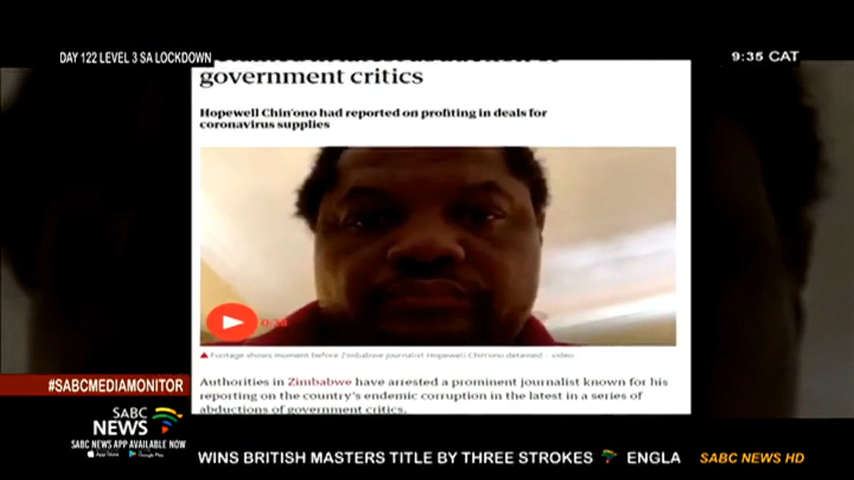 DAY 122 LEVEL 3 SA LOCKDOWN
9:35 CAT
government critics
Hopewell Chin'ono had reported on profiting in deals for
coronavirus supplies
Footage shows moment before Zimbabwe journalist Hopewell Chin'ono detained - video
Authorities in Zimbabwe have arrested a prominent journalist known for his
reporting on the country's endemic corruption in the latest in a series of
abductions of government critics.
#SABCMEDIAMONITOR
SABC
NEWS
SABC NEWS APP AVAILABLE NOW
App Store Google Play
WINS BRITISH MASTERS TITLE BY THREE STROKES ENGLA
SABC NEWS HD